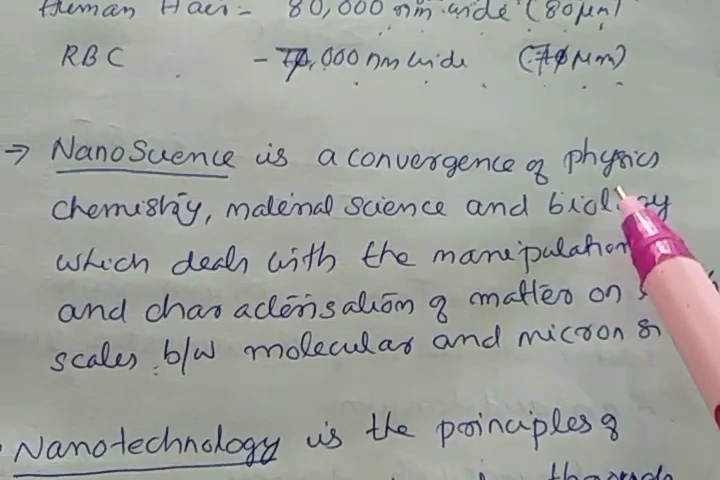 Human Hair - 80,000 nm wide (80μm)
RBC - 7,000 nm wide (7μm)
→ NanoScience is a convergence of physics
chemistry, material science and biology
which deals with the manipulation
and characterisation of matter on
scales b/w molecular and micron
Nanotechnology is the principles of